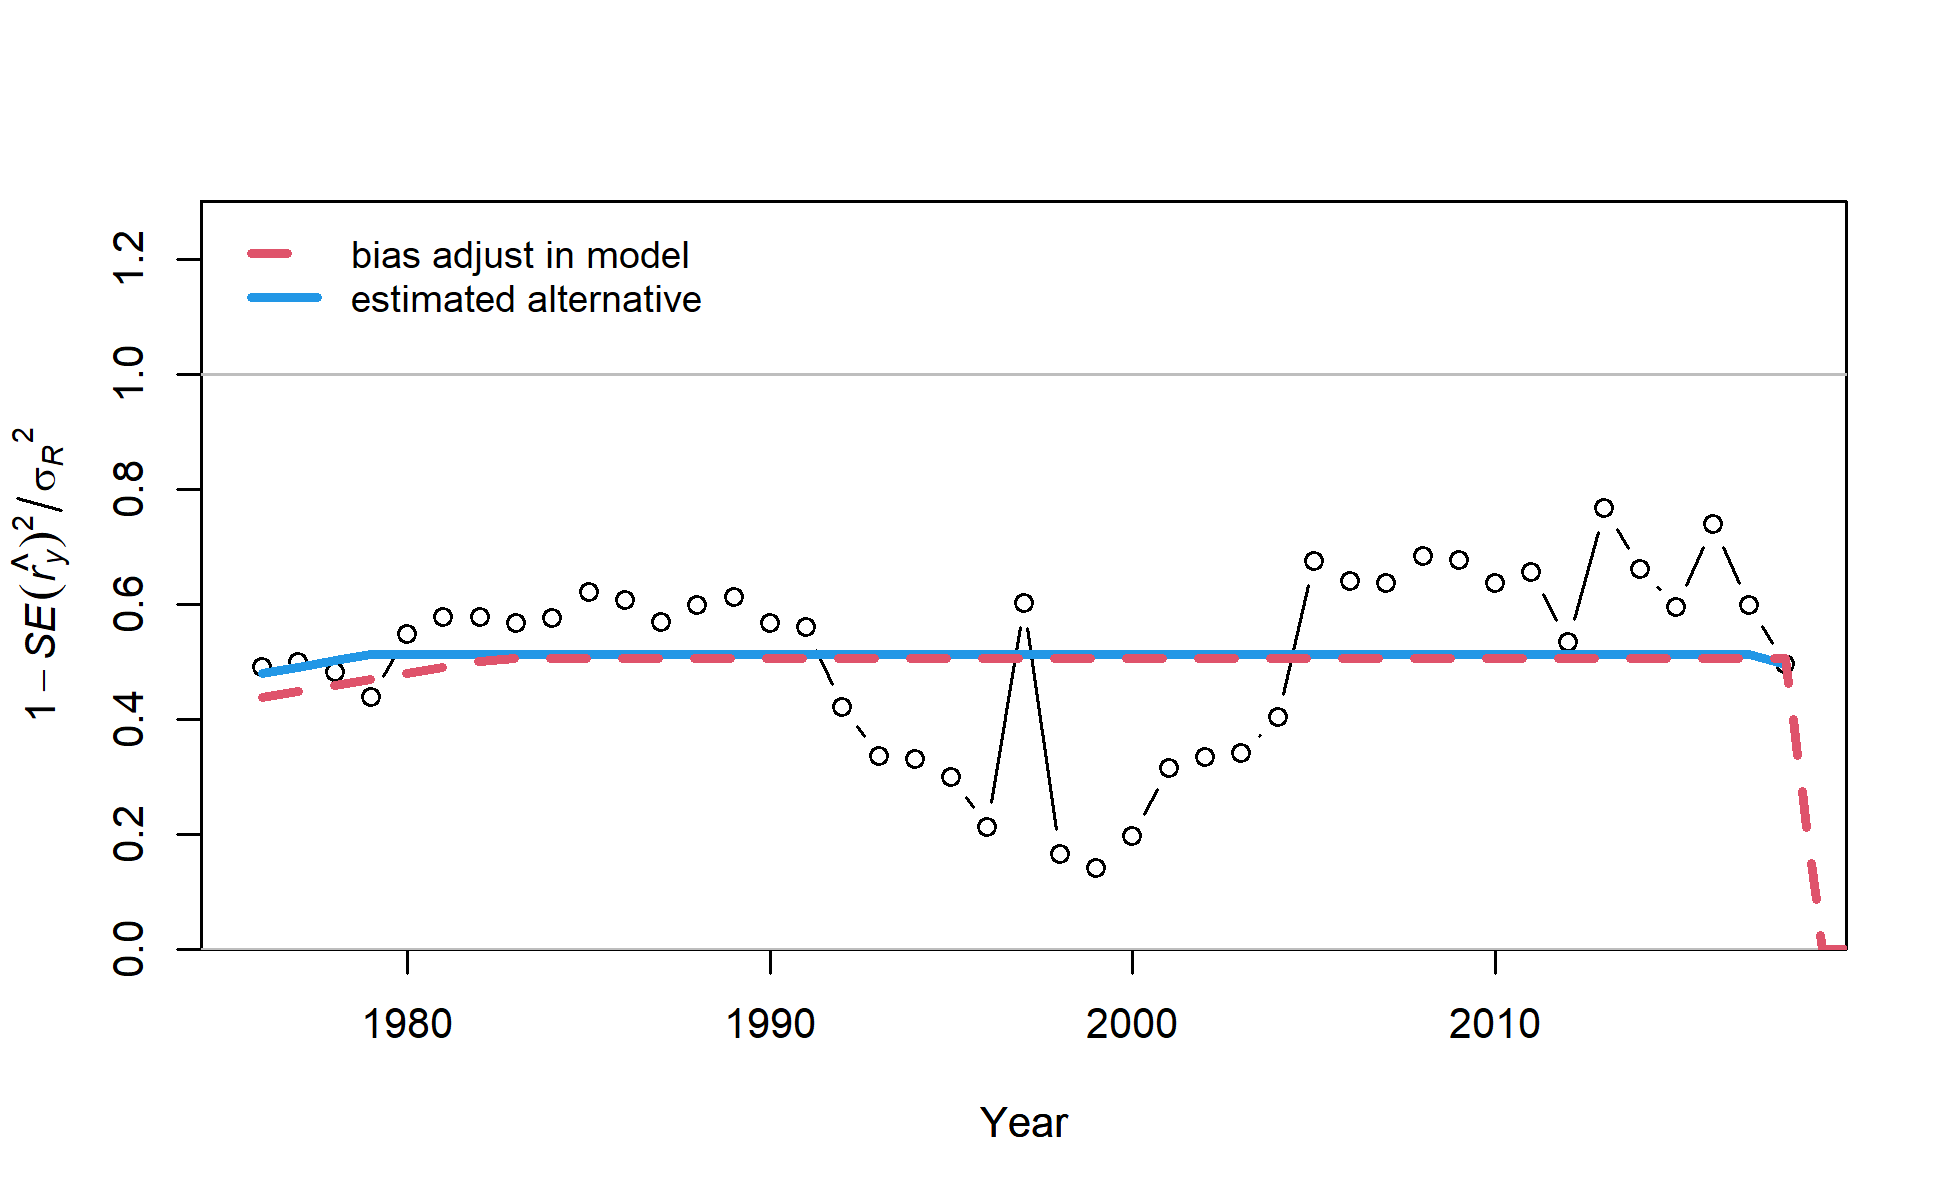 bias adjust in model
estimated alternative
1.2
1.0
0.8
0.6
0.4
0.2
0.0
1 − SE(r̂y)² / σR²
1980 1990 2000 2010
Year